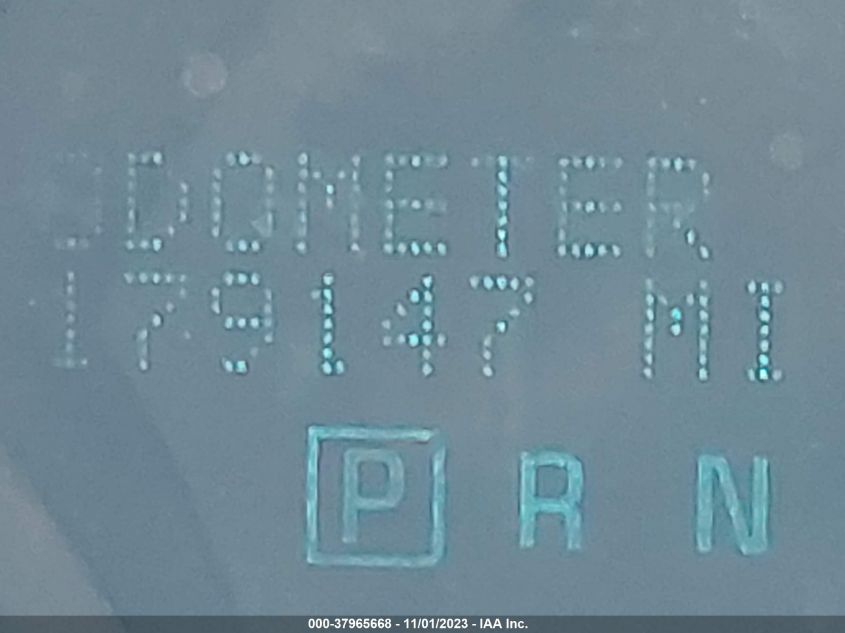 ODOMETER
179147 MI
P R N
000-37965668 - 11/01/2023 - IAA Inc.